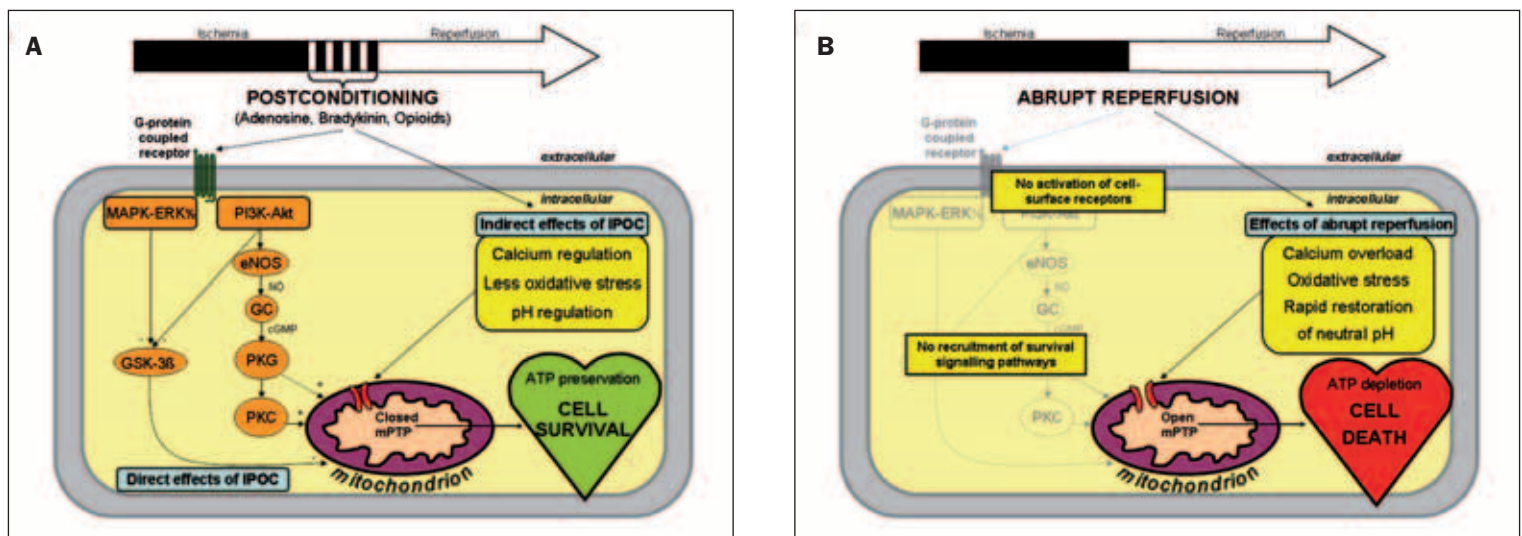 A
Ischemia
Reperfusion
POSTCONDITIONING
(Adenosine, Bradykinin, Opioids)
G-protein
coupled
receptor
extracellular
intracellular
MAPK-ERK½
PI3K-Akt
Indirect effects of IPOC
Calcium regulation
Less oxidative stress
pH regulation
eNOS
NO
GC
cGMP
GSK-3ß
PKG
PKC
Closed
mPTP
mitochondrion
ATP preservation
CELL
SURVIVAL
Direct effects of IPOC
B
Ischemia
Reperfusion
ABRUPT REPERFUSION
G-protein
coupled
receptor
extracellular
intracellular
No activation of cell-
surface receptors
MAPK-ERK½
PI3K-Akt
Effects of abrupt reperfusion
Calcium overload
Oxidative stress
Rapid restoration
of neutral pH
eNOS
NO
GC
cGMP
No recruitment of survival
signalling pathways
PKC
Open
mPTP
mitochondrion
ATP depletion
CELL
DEATH